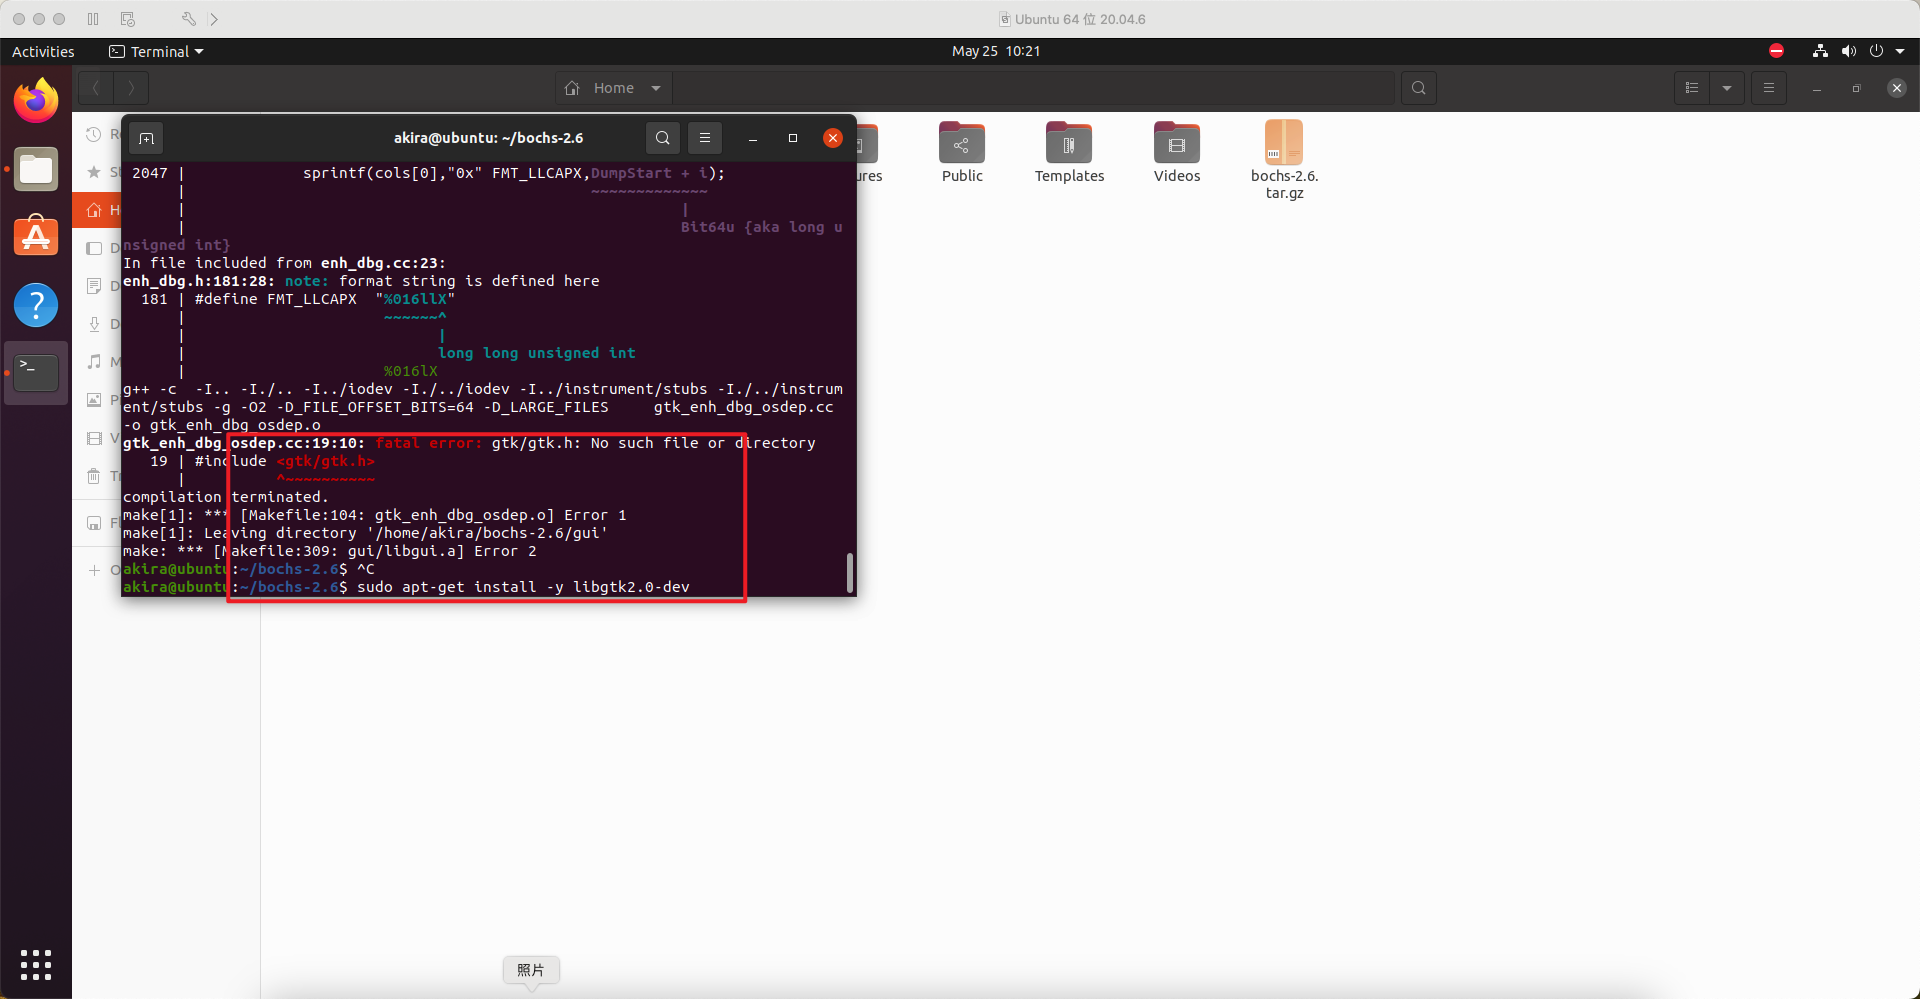 Ubuntu 64 位 20.04.6
Activities
Terminal
May 25 10:21
Home
akira@ubuntu: ~/bochs-2.6
2047 |             sprintf(cols[0],"0x" FMT_LLCAPX,DumpStart + i);
|                                             ~~~~~~~~~~~~~
|                                                       |
|                                                       Bit64u {aka long u
nsigned int}
In file included from enh_dbg.cc:23:
enh_dbg.h:181:28: note: format string is defined here
181 | #define FMT_LLCAPX  "%016llX"
|                      ~~~~~~^
|                            |
|                            long long unsigned int
|                      %016lX
g++ -c  -I.. -I./.. -I../iodev -I./../iodev -I../instrument/stubs -I./../instrum
ent/stubs -g -O2 -D_FILE_OFFSET_BITS=64 -D_LARGE_FILES     gtk_enh_dbg_osdep.cc
-o gtk_enh_dbg_osdep.o
gtk_enh_dbg_osdep.cc:19:10: fatal error: gtk/gtk.h: No such file or directory
19 | #include <gtk/gtk.h>
|          ^~~~~~~~~~~
compilation terminated.
make[1]: *** [Makefile:104: gtk_enh_dbg_osdep.o] Error 1
make[1]: Leaving directory '/home/akira/bochs-2.6/gui'
make: *** [Makefile:309: gui/libgui.a] Error 2
akira@ubuntu:~/bochs-2.6$ ^C
akira@ubuntu:~/bochs-2.6$ sudo apt-get install -y libgtk2.0-dev
ures
Public
Templates
Videos
bochs-2.6.
tar.gz
照片